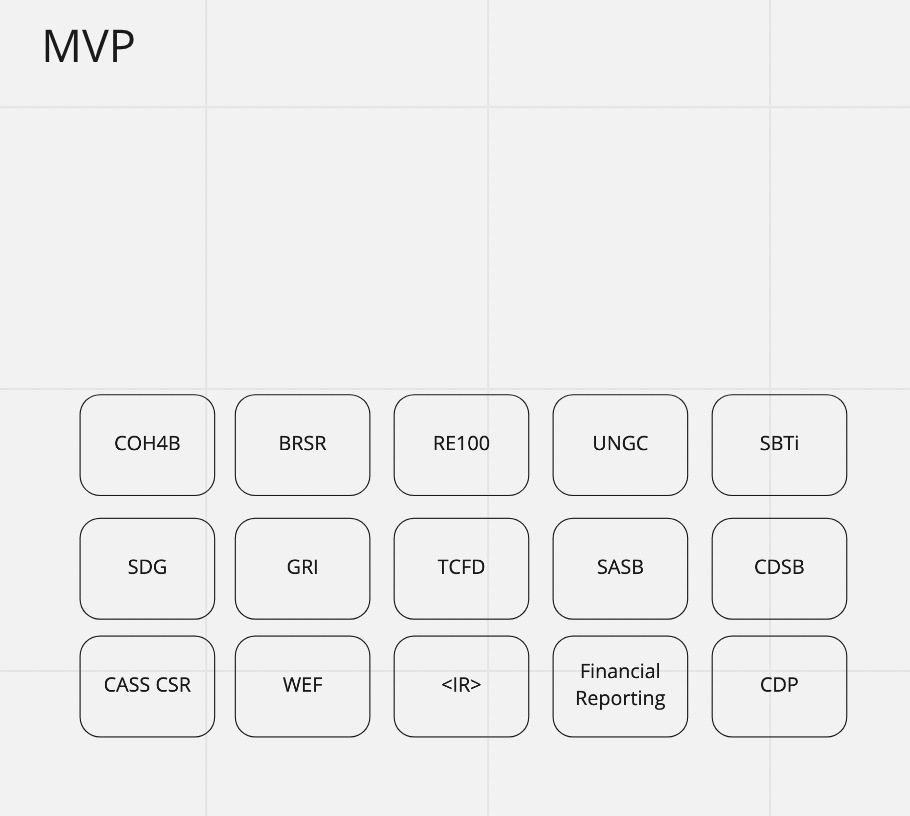 MVP
COH4B
BRSR
RE100
UNGC
SBTi
SDG
GRI
TCFD
SASB
CDSB
CASS CSR
WEF
<IR>
Financial
Reporting
CDP